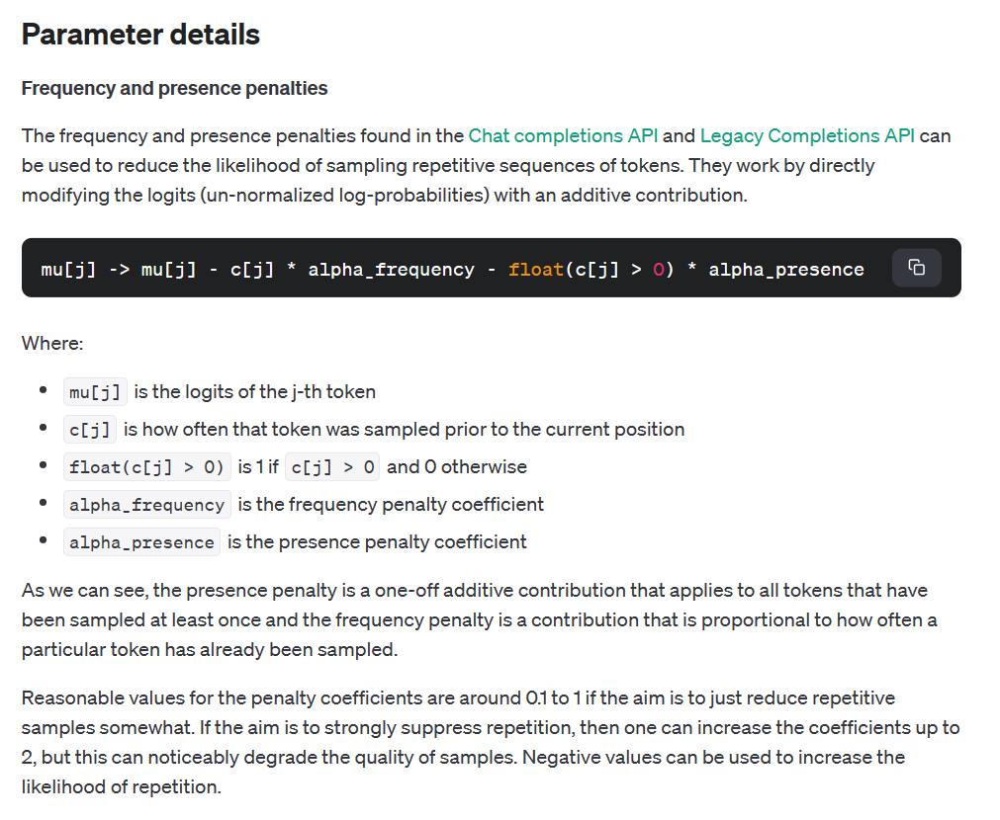 Parameter details
Frequency and presence penalties
The frequency and presence penalties found in the Chat completions API and Legacy Completions API can
be used to reduce the likelihood of sampling repetitive sequences of tokens. They work by directly
modifying the logits (un-normalized log-probabilities) with an additive contribution.
mu[j] -> mu[j] - c[j] * alpha_frequency - float(c[j] > 0) * alpha_presence
Where:
• mu[j] is the logits of the j-th token
• c[j] is how often that token was sampled prior to the current position
• float(c[j] > 0) is 1 if c[j] > 0 and 0 otherwise
• alpha_frequency is the frequency penalty coefficient
• alpha_presence is the presence penalty coefficient
As we can see, the presence penalty is a one-off additive contribution that applies to all tokens that have
been sampled at least once and the frequency penalty is a contribution that is proportional to how often a
particular token has already been sampled.
Reasonable values for the penalty coefficients are around 0.1 to 1 if the aim is to just reduce repetitive
samples somewhat. If the aim is to strongly suppress repetition, then one can increase the coefficients up to
2, but this can noticeably degrade the quality of samples. Negative values can be used to increase the
likelihood of repetition.